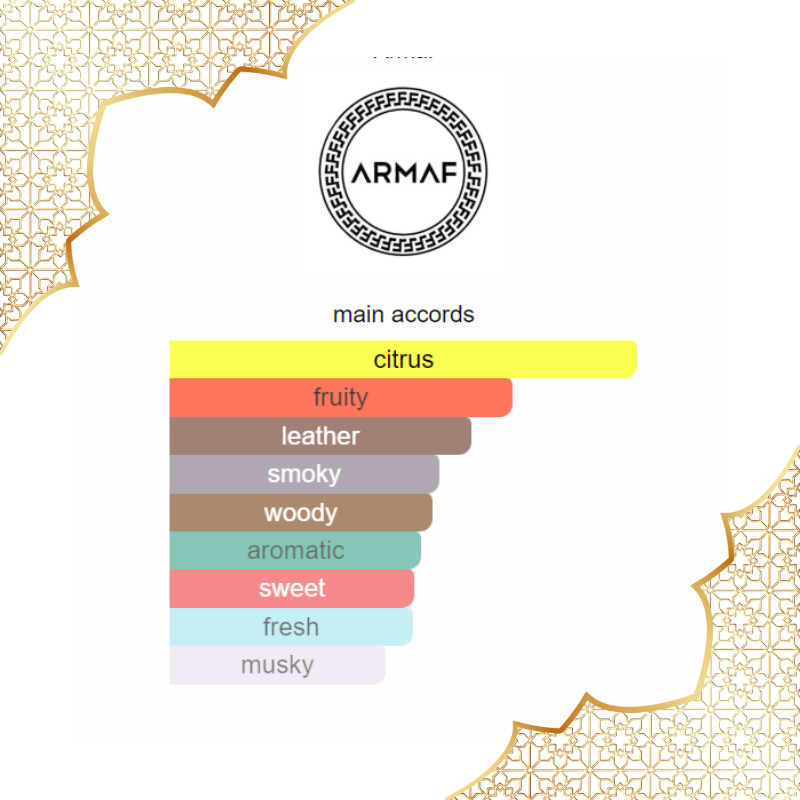 ARMAF
main accords
citrus
fruity
leather
smoky
woody
aromatic
sweet
fresh
musky